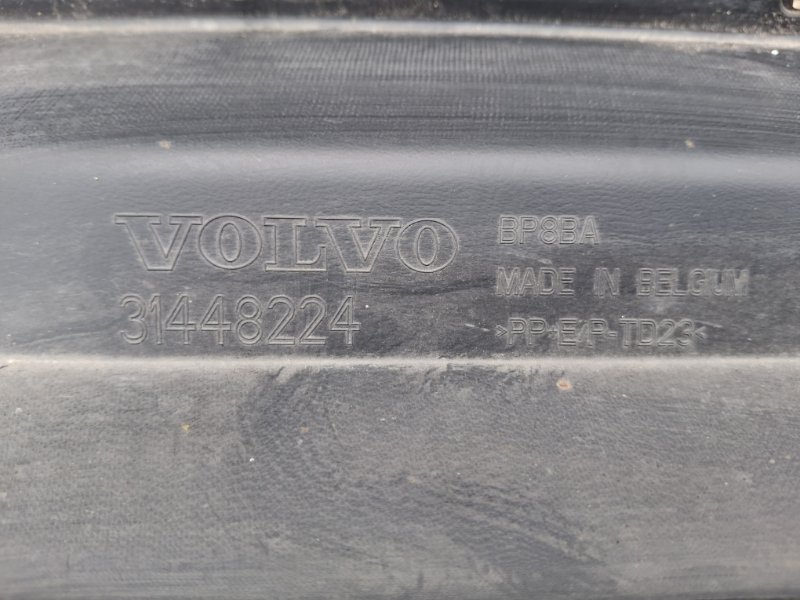 VOLVO
31448224
BP8BA
MADE IN BELGIUM
>PP+E/P-TD23<